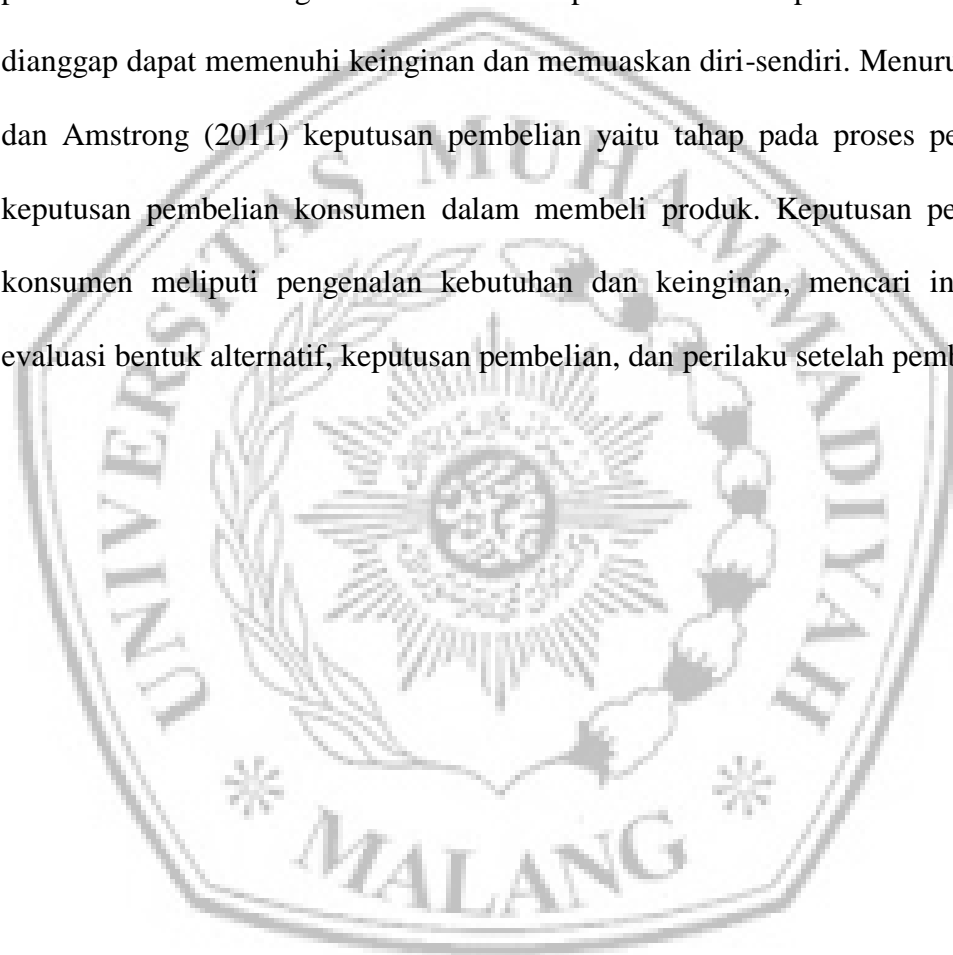 dianggap dapat memenuhi keinginan dan memuaskan diri-sendiri.
dan Amstrong (2011) keputusan pembelian yaitu tahap pada proses
keputusan pembelian konsumen dalam membeli produk. Keputusan
konsumen meliputi pengenalan kebutuhan dan keinginan, mencari
evaluasi bentuk alternatif, keputusan pembelian, dan perilaku setelah
UNIVERSITAS MUHAMMADIYAH
* MALANG *